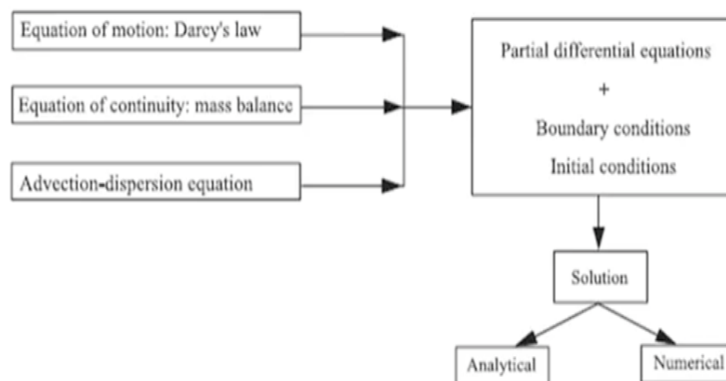 Equation of motion: Darcy's law
Equation of continuity: mass balance
Advection-dispersion equation
Partial differential equations
+
Boundary conditions
Initial conditions
Solution
Analytical
Numerical